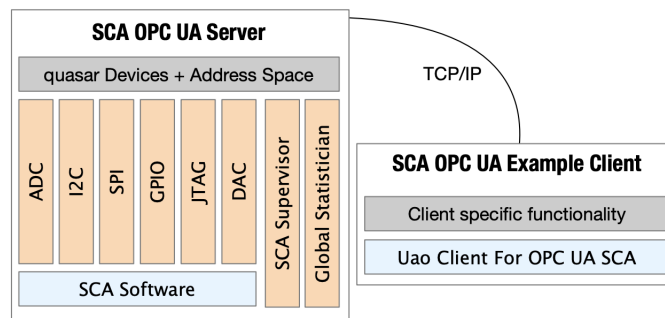 SCA OPC UA Server
quasar Devices + Address Space
ADC
I2C
SPI
GPIO
JTAG
DAC
SCA Supervisor
Global Statistician
SCA Software
TCP/IP
SCA OPC UA Example Client
Client specific functionality
Uao Client For OPC UA SCA